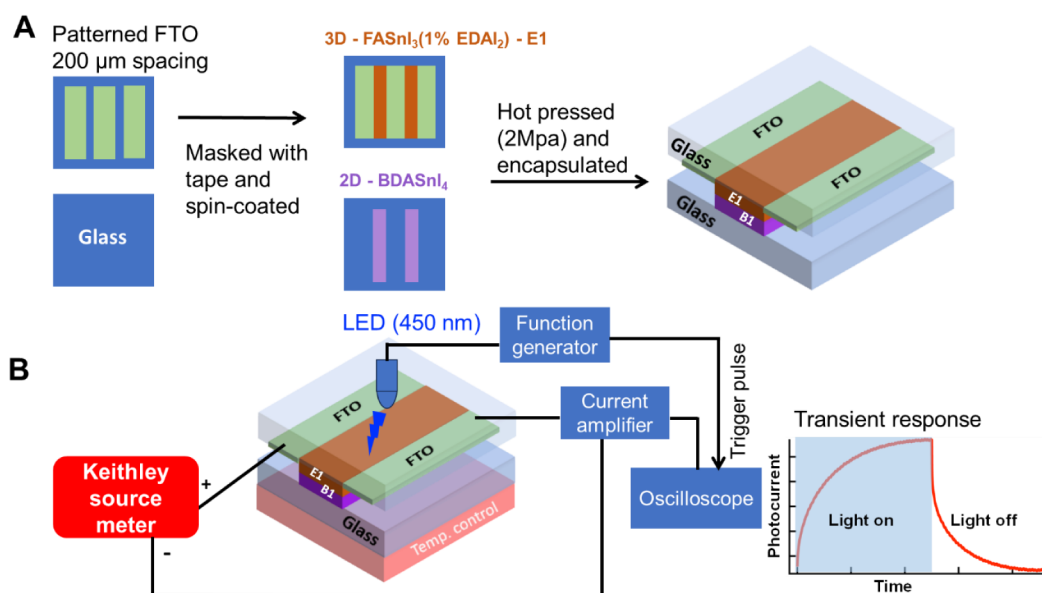 A
Patterned FTO
200 µm spacing
Glass
Masked with
tape and
spin-coated
3D - FASnI₃(1% EDAI₂) - E1
2D - BDASnI₄
Hot pressed
(2Mpa) and
encapsulated
FTO
Glass
FTO
E1
B1
Glass
B
LED (450 nm)
Function
generator
Current
amplifier
Trigger pulse
Oscilloscope
Keithley
source
meter
+
-
FTO
FTO
E1
B1
Glass
Temp. control
Transient response
Photocurrent
Light on
Light off
Time